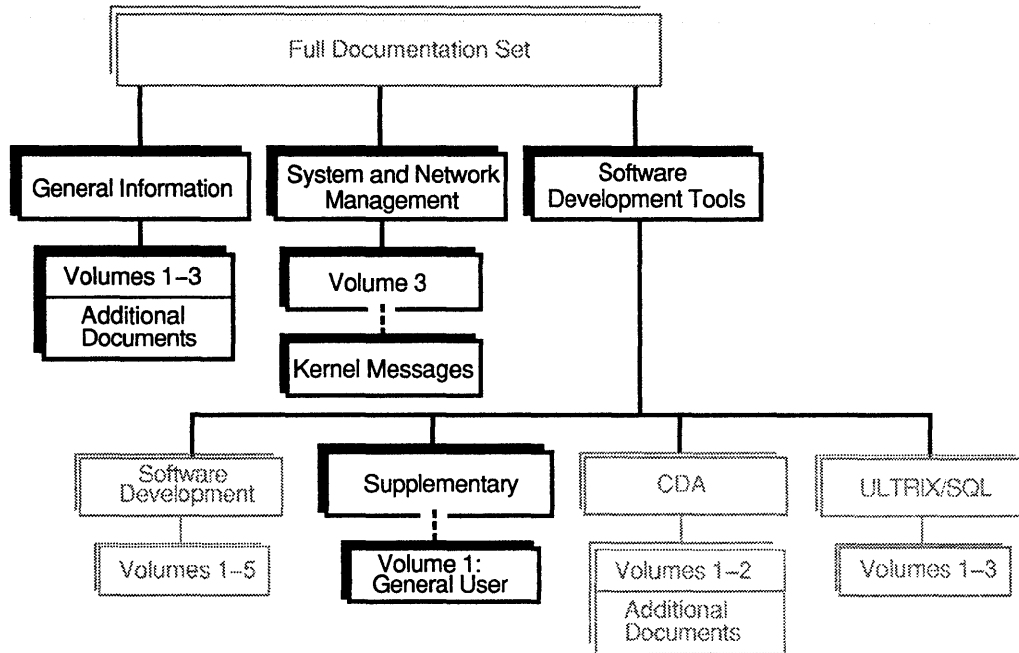 Full Documentation Set
General Information
System and Network
Management
Software
Development Tools
Volumes 1–3
Additional
Documents
Volume 3
Kernel Messages
Software
Development
Supplementary
CDA
ULTRIX/SQL
Volumes 1–5
Volume 1:
General User
Volumes 1–2
Additional
Documents
Volumes 1–3